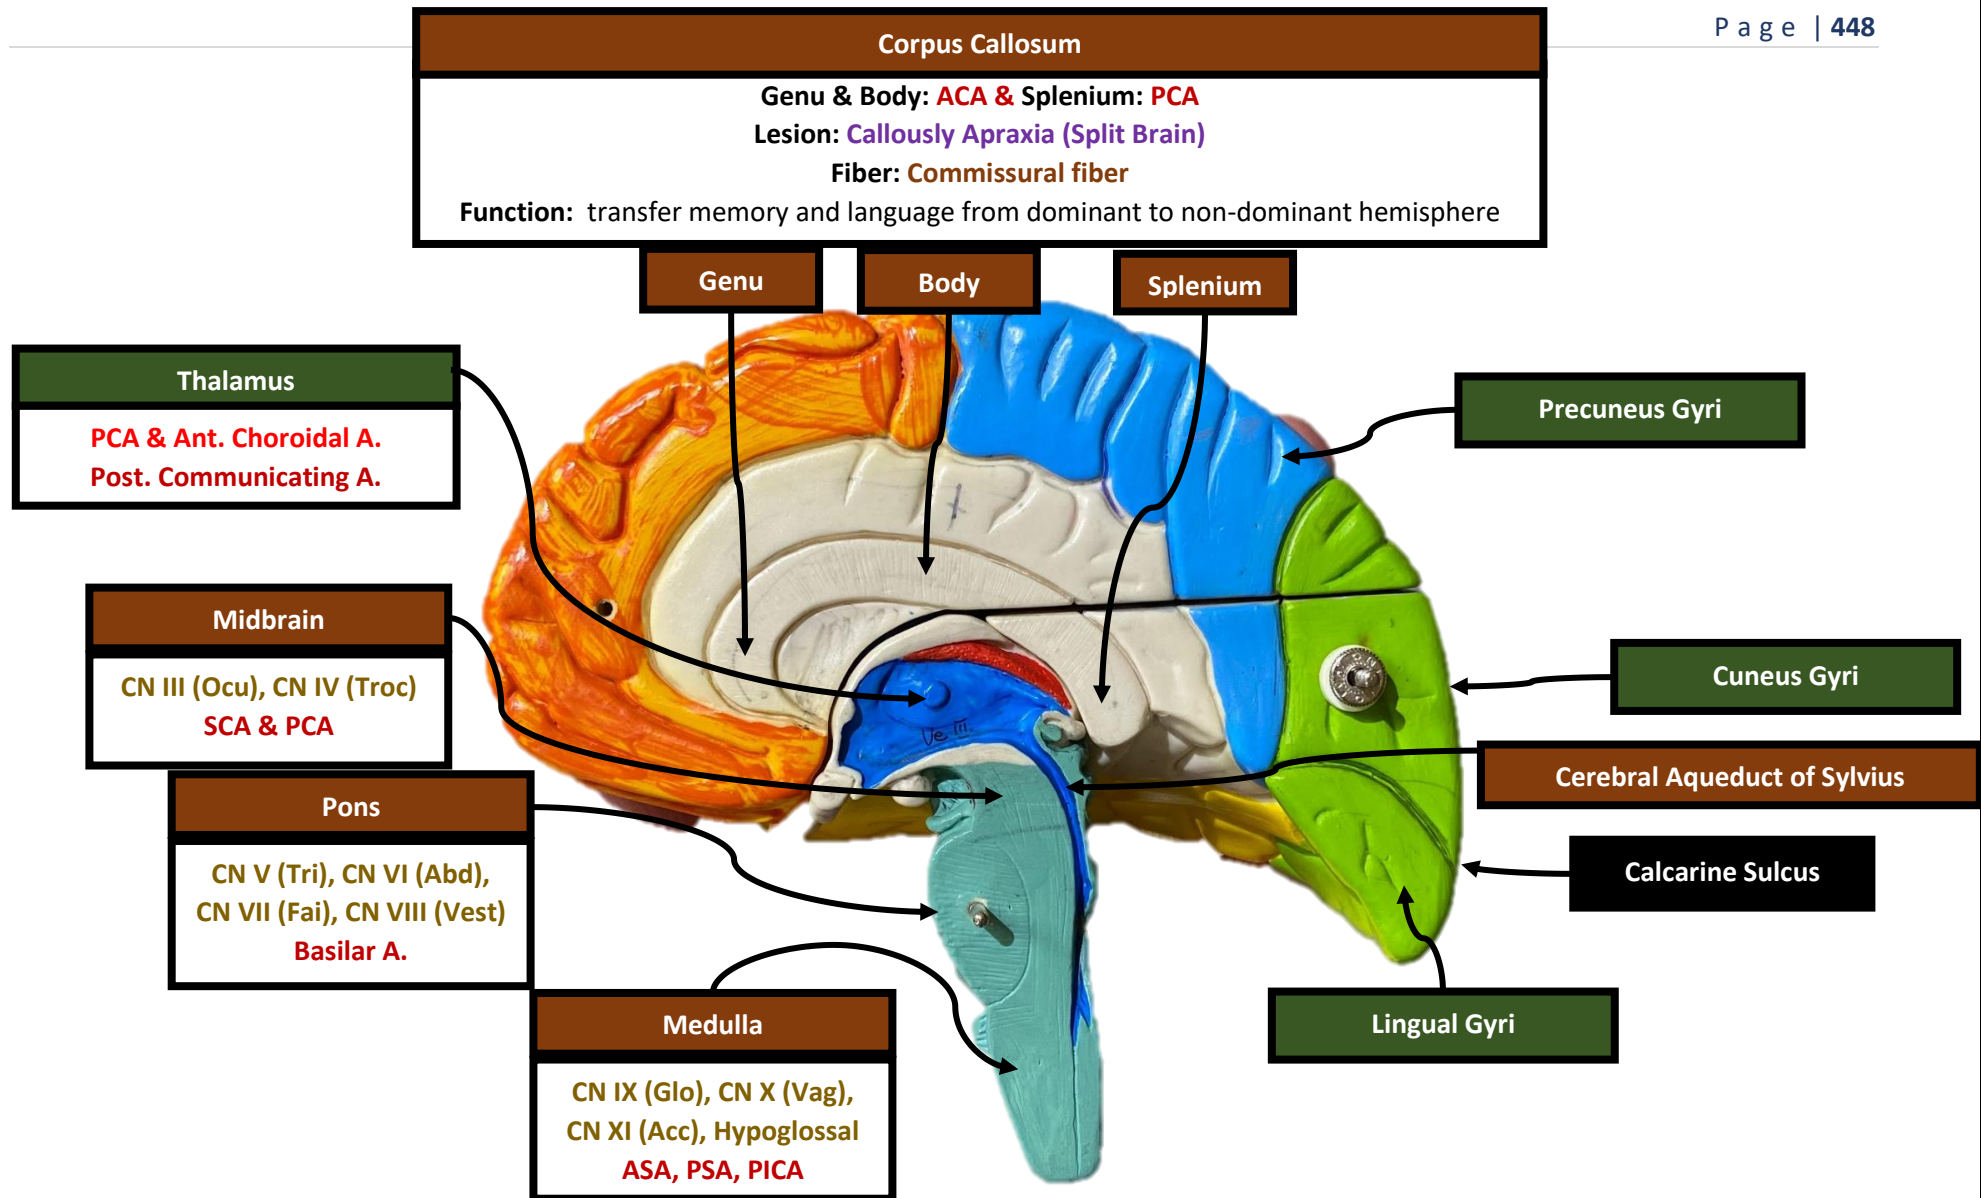 Page | 448
Corpus Callosum
Genu & Body: ACA & Splenium: PCA
Lesion: Callously Apraxia (Split Brain)
Fiber: Commissural fiber
Function: transfer memory and language from dominant to non-dominant hemisphere
Genu
Body
Splenium
Thalamus
PCA & Ant. Choroidal A.
Post. Communicating A.
Precuneus Gyri
Midbrain
CN III (Ocu), CN IV (Troc)
SCA & PCA
Cuneus Gyri
Ve III.
Cerebral Aqueduct of Sylvius
Pons
CN V (Tri), CN VI (Abd),
CN VII (Fai), CN VIII (Vest)
Basilar A.
Calcarine Sulcus
Medulla
CN IX (Glo), CN X (Vag),
CN XI (Acc), Hypoglossal
ASA, PSA, PICA
Lingual Gyri